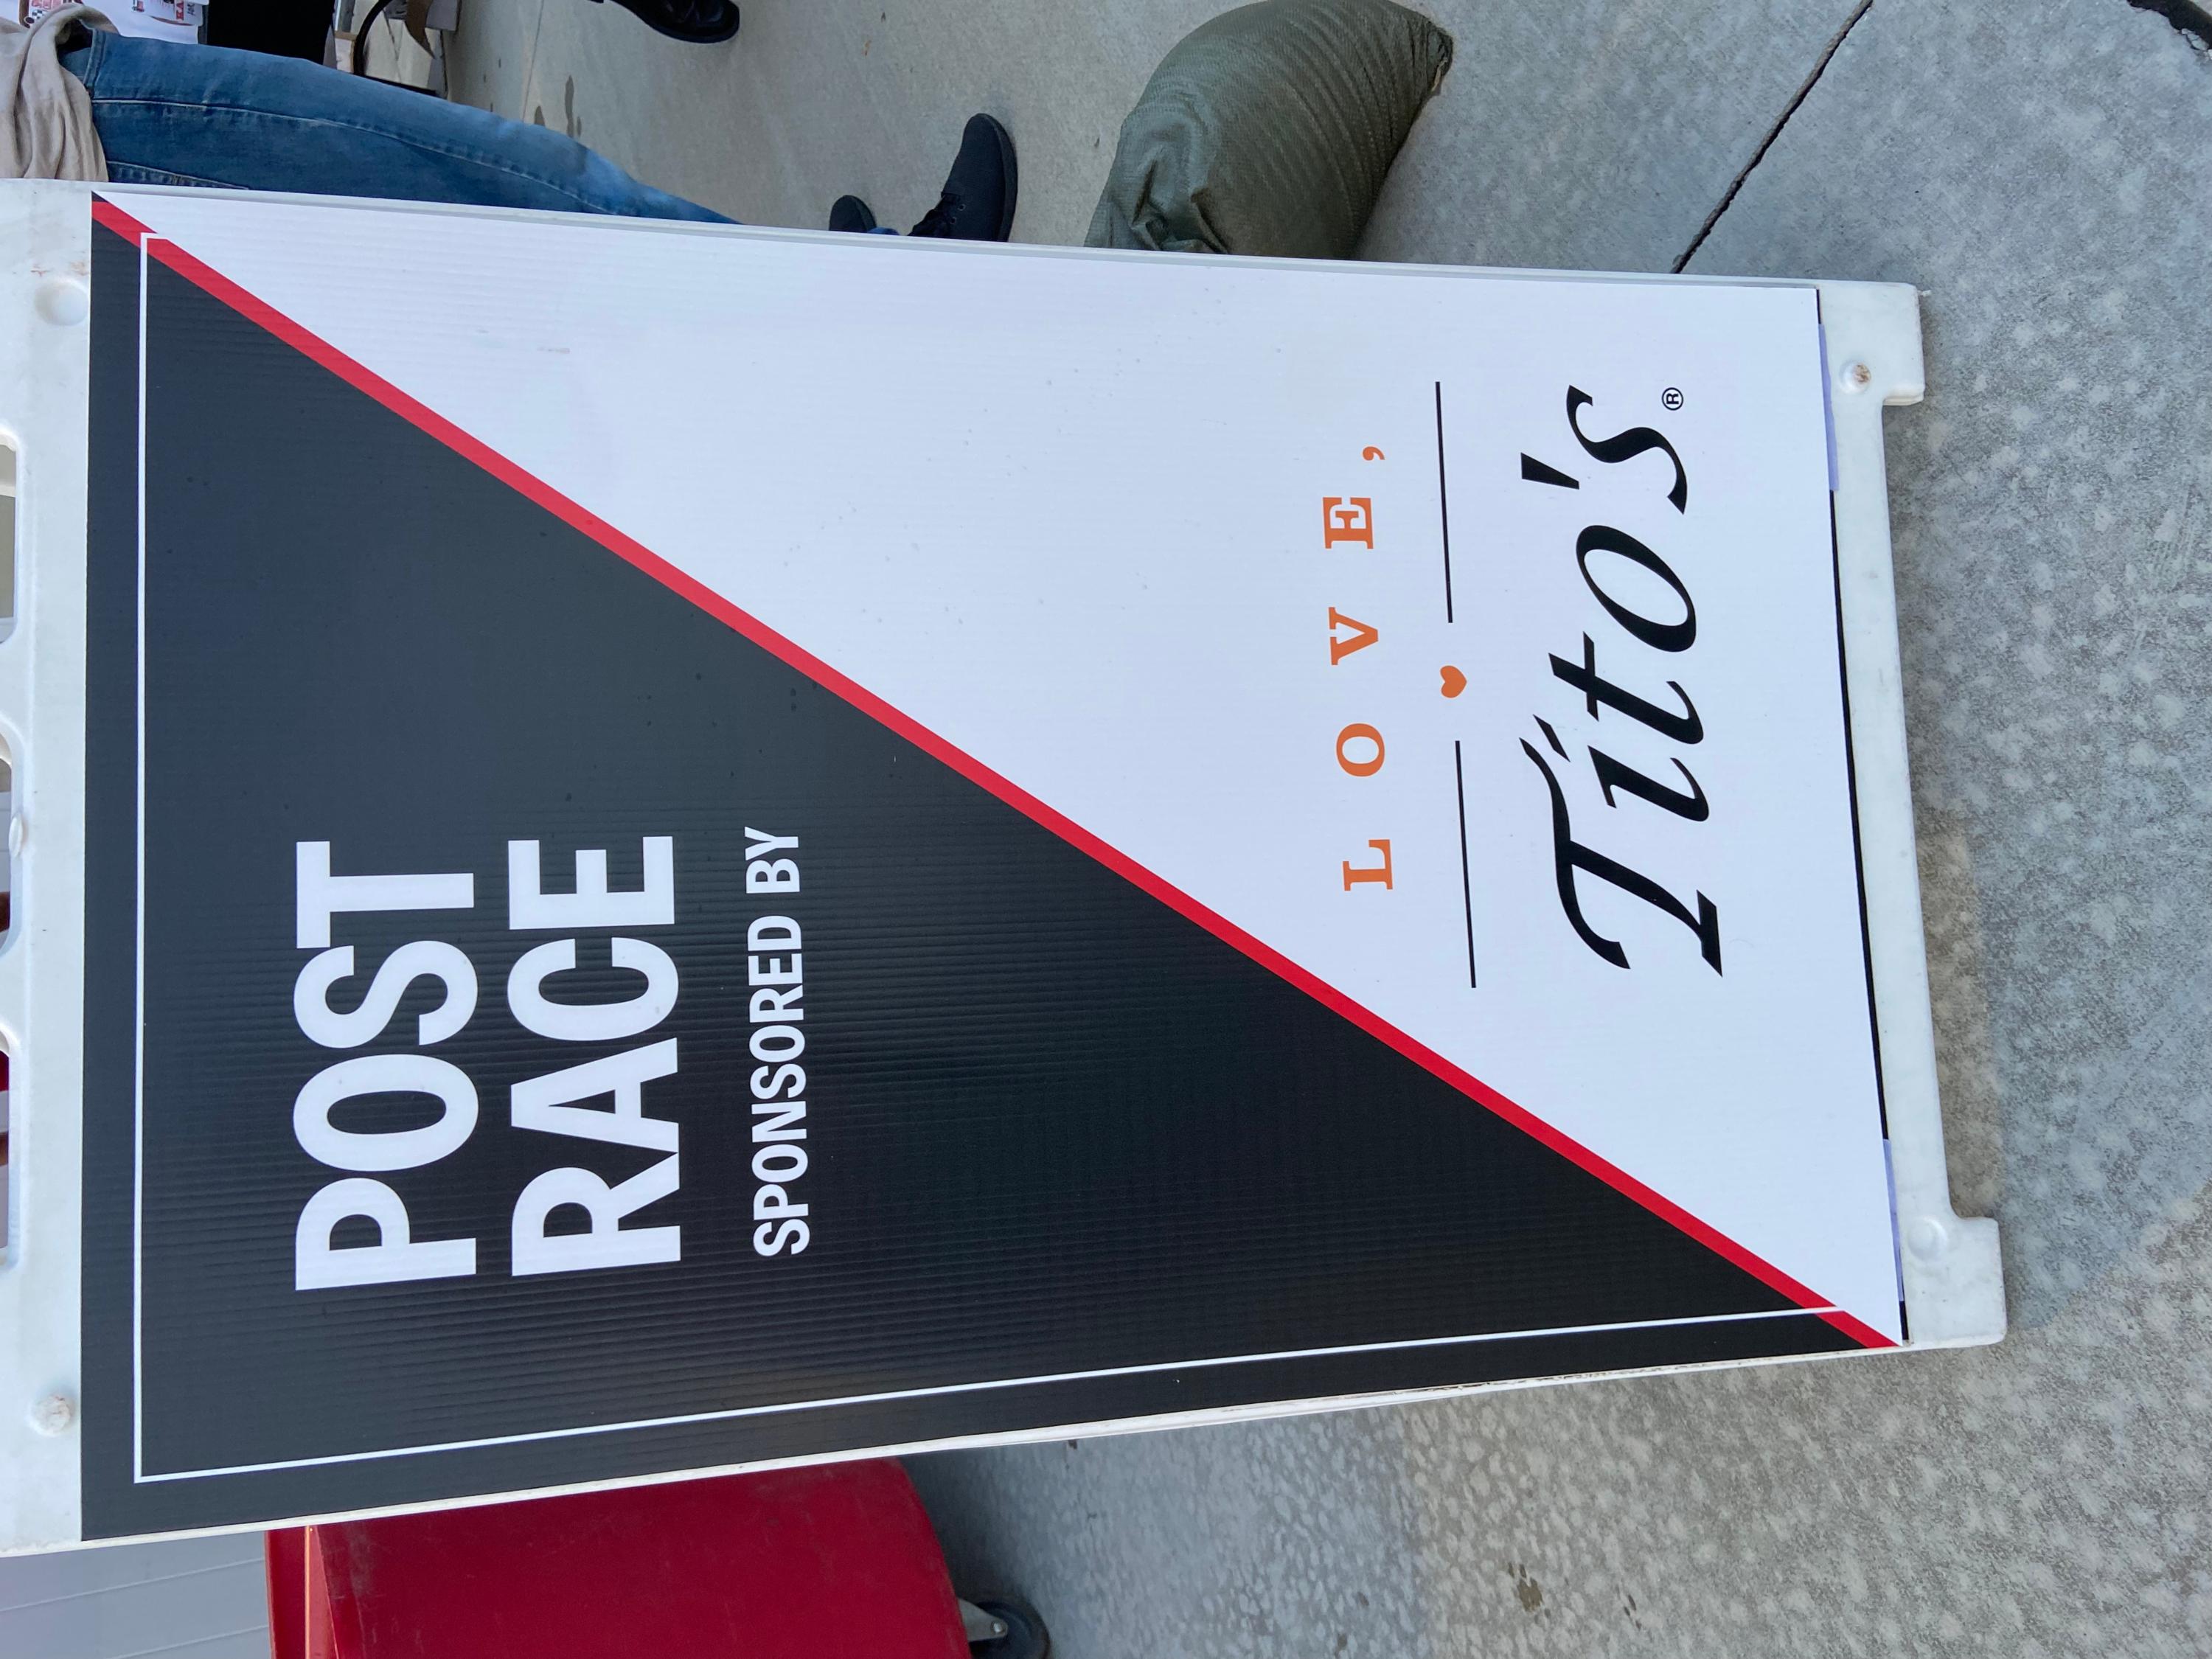 POST
RACE
SPONSORED BY
LOVE,
Tito's®